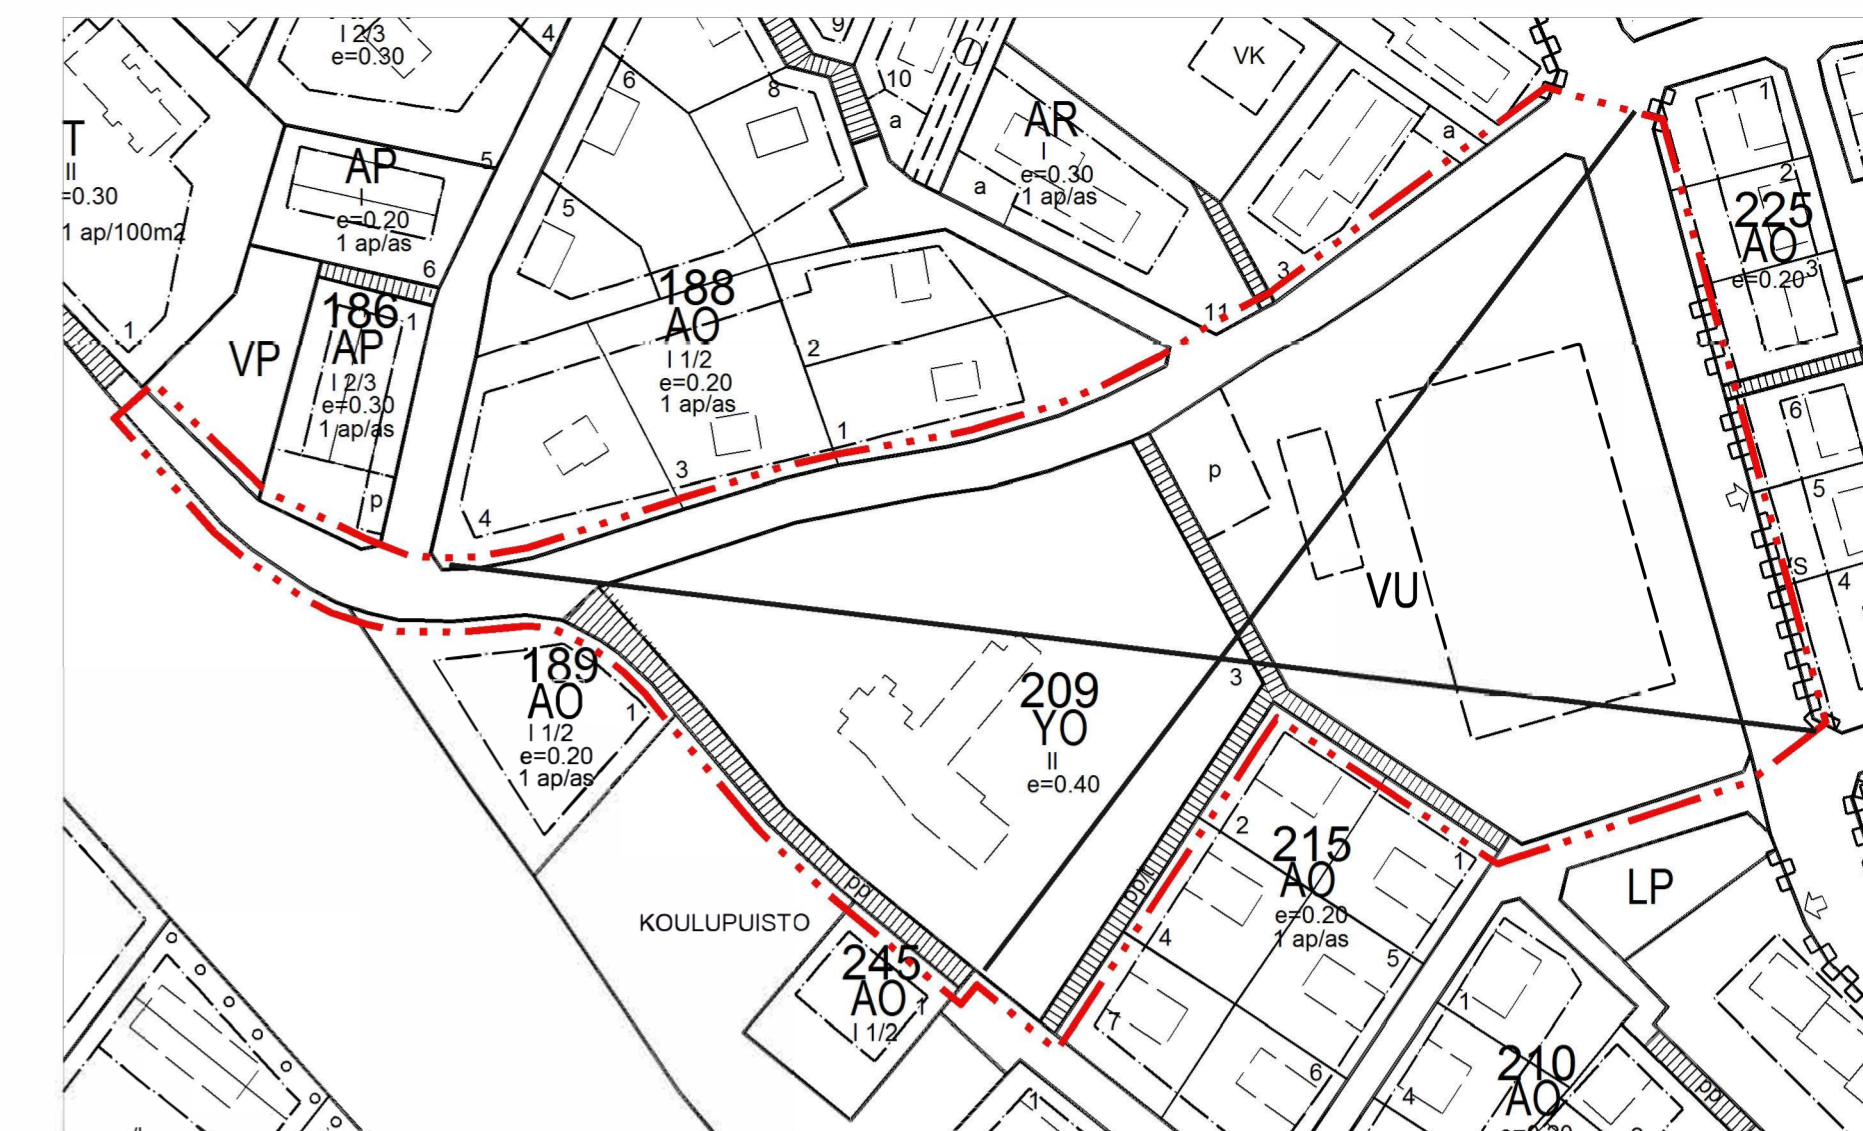 I 2/3
e=0.30
4
9
6
8
10
a
VK
1
T
II
=0.30
1 ap/100m2
AP
I
e=0.20
1 ap/as
5
6
5
AR
I
e=0.30
1 ap/as
a
a
2
225
AO
e=0.20
3
1
VP
186
1
AP
I 2/3
e=0.30
1 ap/as
p
188
AO
I 1/2
e=0.20
1 ap/as
2
1
3
4
11
3
p
6
5
4
VU
189
AO
I 1/2
e=0.20
1 ap/as
1
209
YO
II
e=0.40
3
2
215
AO
e=0.20
1 ap/as
1
4
5
7
6
LP
pp
pp/t
KOULUPUISTO
245
AO
1
I 1/2
1
1
210
AO
4
pp